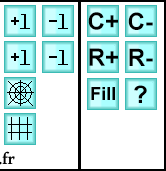 +1 -1 C+ C-
+1 -1 R+ R-
Fill ?
.fr